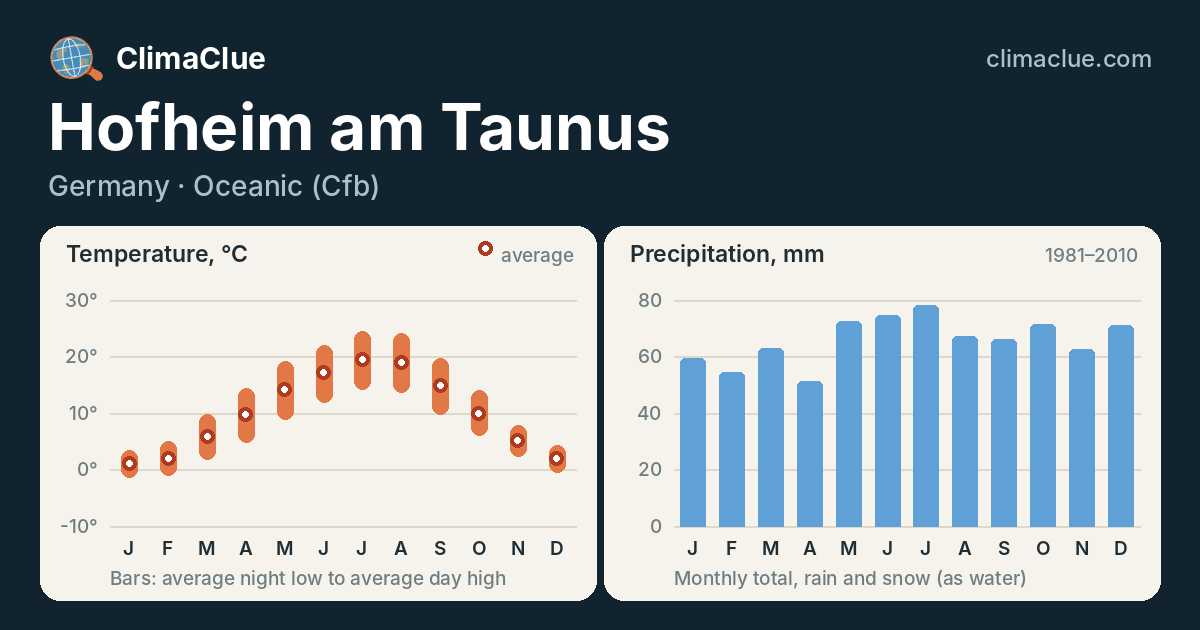 ClimaClue
climaclue.com
Hofheim am Taunus
Germany · Oceanic (Cfb)
Temperature, °C
average
30°
20°
10°
0°
-10°
J F M A M J J A S O N D
Bars: average night low to average day high
Precipitation, mm
1981–2010
80
60
40
20
0
J F M A M J J A S O N D
Monthly total, rain and snow (as water)